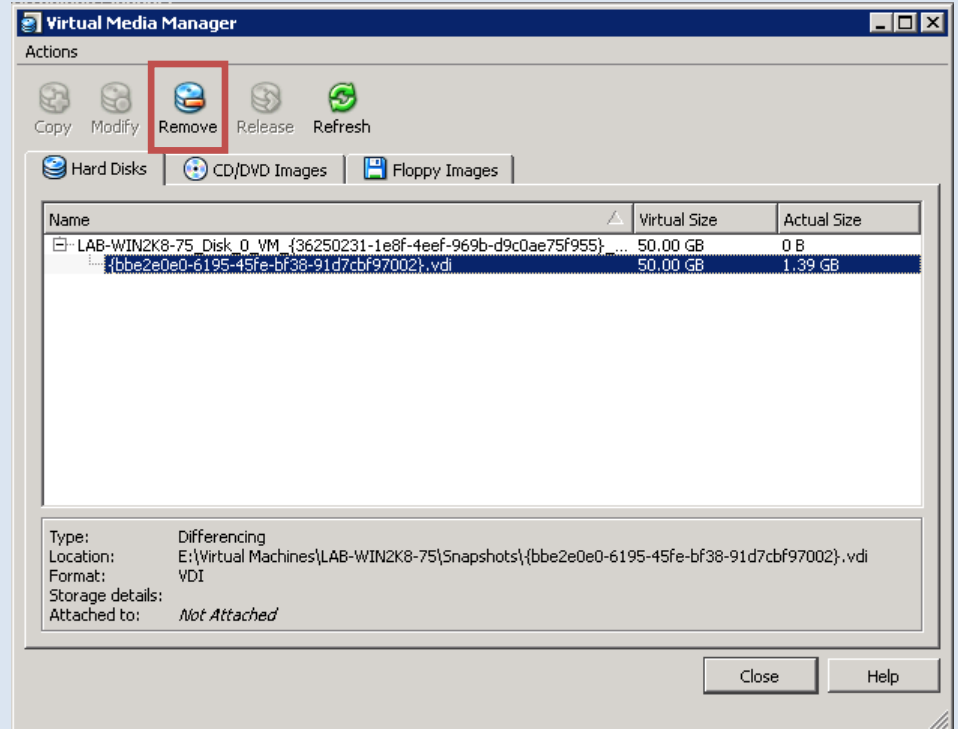 Virtual Media Manager
Actions
Copy Modify Remove Release Refresh
Hard Disks CD/DVD Images Floppy Images
Name Virtual Size Actual Size
LAB-WIN2K8-75_Disk_0_VM_{36250231-1e8f-4eef-969b-d9c0ae75f955}_... 50.00 GB 0 B
{bbe2e0e0-6195-45fe-bf38-91d7cbf97002}.vdi 50.00 GB 1.39 GB
Type: Differencing
Location: E:\Virtual Machines\LAB-WIN2K8-75\Snapshots\{bbe2e0e0-6195-45fe-bf38-91d7cbf97002}.vdi
Format: VDI
Storage details:
Attached to: Not Attached
Close Help